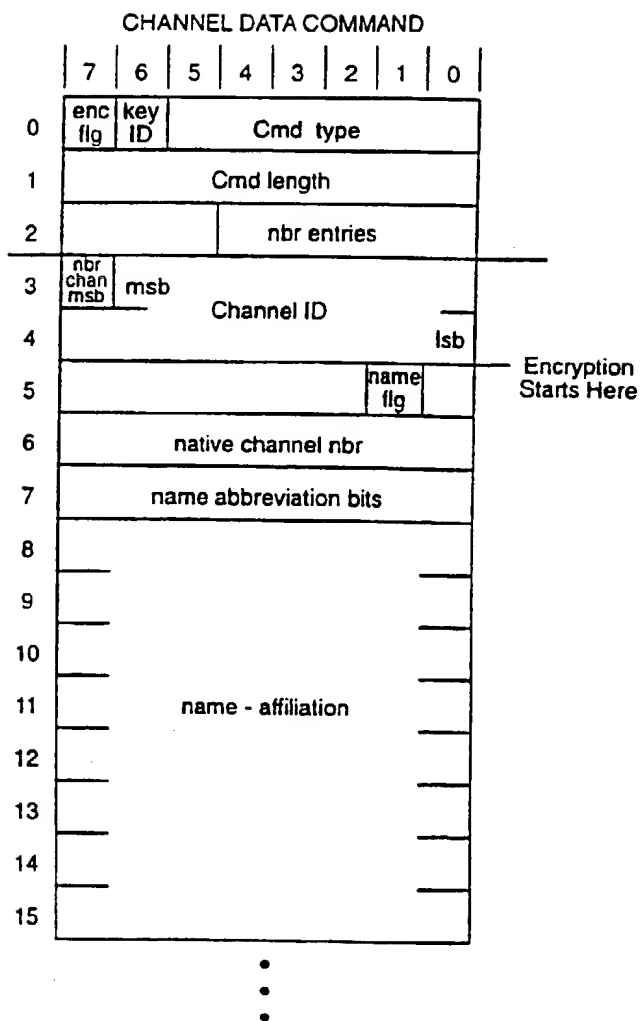 CHANNEL DATA COMMAND
7 6 5 4 3 2 1 0
0 enc flg key ID Cmd type
1 Cmd length
2 nbr entries
3 nbr chan msb msb
Channel ID
4 lsb
Encryption
Starts Here
5 name flg
6 native channel nbr
7 name abbreviation bits
8
9
10
11 name - affiliation
12
13
14
15